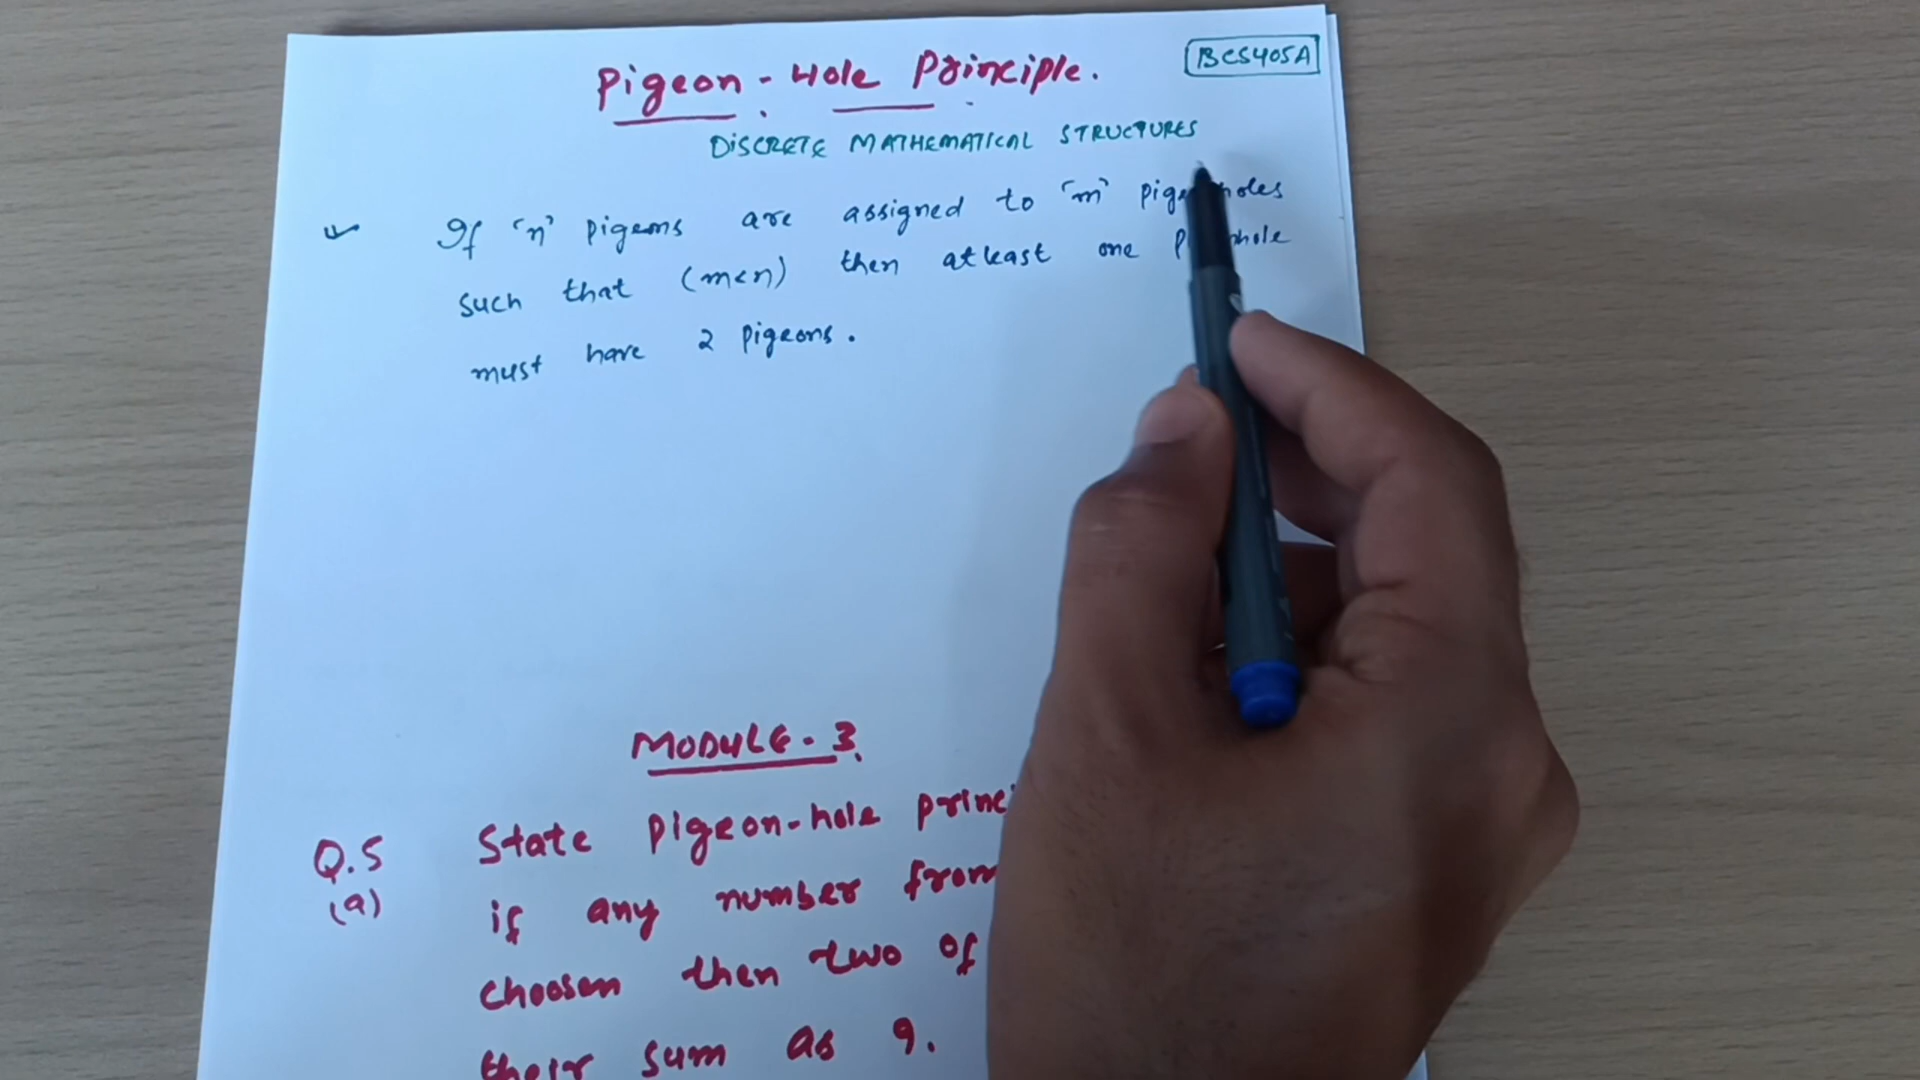 Pigeon-Hole Principle.
BCS405A
DISCRETE MATHEMATICAL STRUCTURES
If 'n' pigeons are assigned to 'm'
such that (m<n) then atleast one
must have 2 pigeons.
MODULE-3
Q.5 State pigeon-hole
(a) if any number from
choosen then two of
their sum as 9.